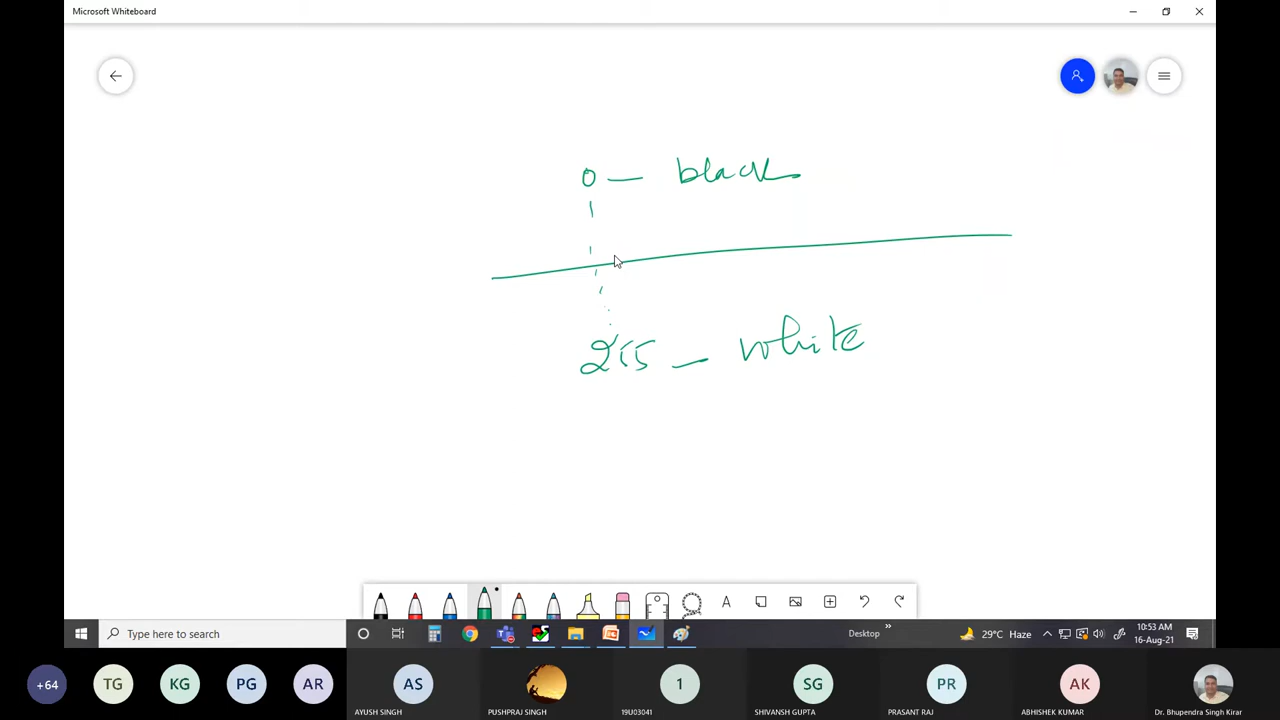 Microsoft Whiteboard
0 — black
255 — white
A
Type here to search
Desktop
»
29°C Haze
10:53 AM
16-Aug-21
+64
TG
KG
PG
AR
AS
1
SG
PR
AK
AYUSH SINGH
PUSHPRAJ SINGH
19U03041
SHIVANSH GUPTA
PRASANT RAJ
ABHISHEK KUMAR
Dr. Bhupendra Singh Kirar